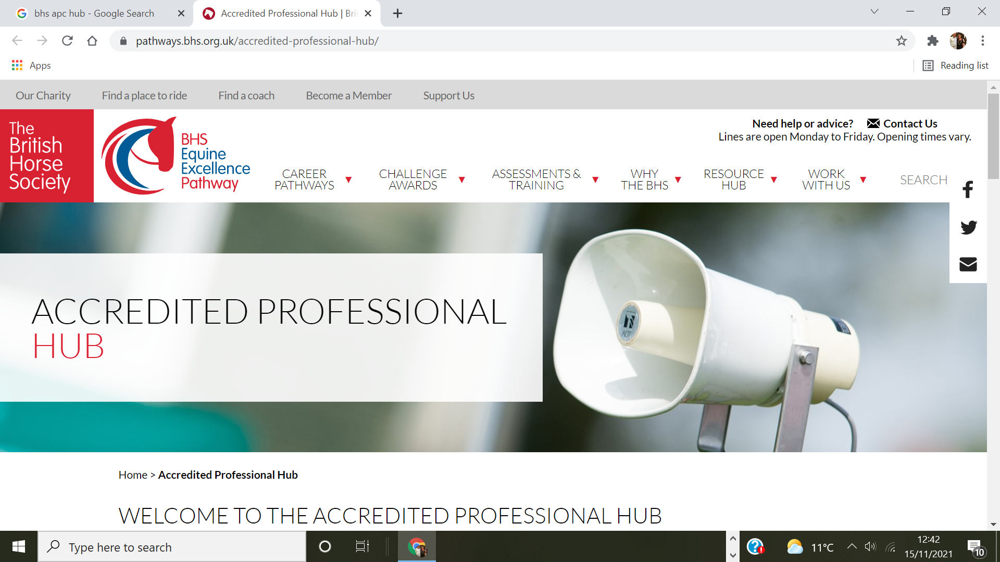 bhs apc hub - Google Search
Accredited Professional Hub | Bri
pathways.bhs.org.uk/accredited-professional-hub/
Apps
Reading list
Our Charity
Find a place to ride
Find a coach
Become a Member
Support Us
The
British
Horse
Society
BHS
Equine
Excellence
Pathway
Need help or advice? Contact Us
Lines are open Monday to Friday. Opening times vary.
CAREER
PATHWAYS
CHALLENGE
AWARDS
ASSESSMENTS &
TRAINING
WHY
THE BHS
RESOURCE
HUB
WORK
WITH US
SEARCH
ACCREDITED PROFESSIONAL
HUB
ADT
Home > Accredited Professional Hub
WELCOME TO THE ACCREDITED PROFESSIONAL HUB
Type here to search
11°C
12:42
15/11/2021
10